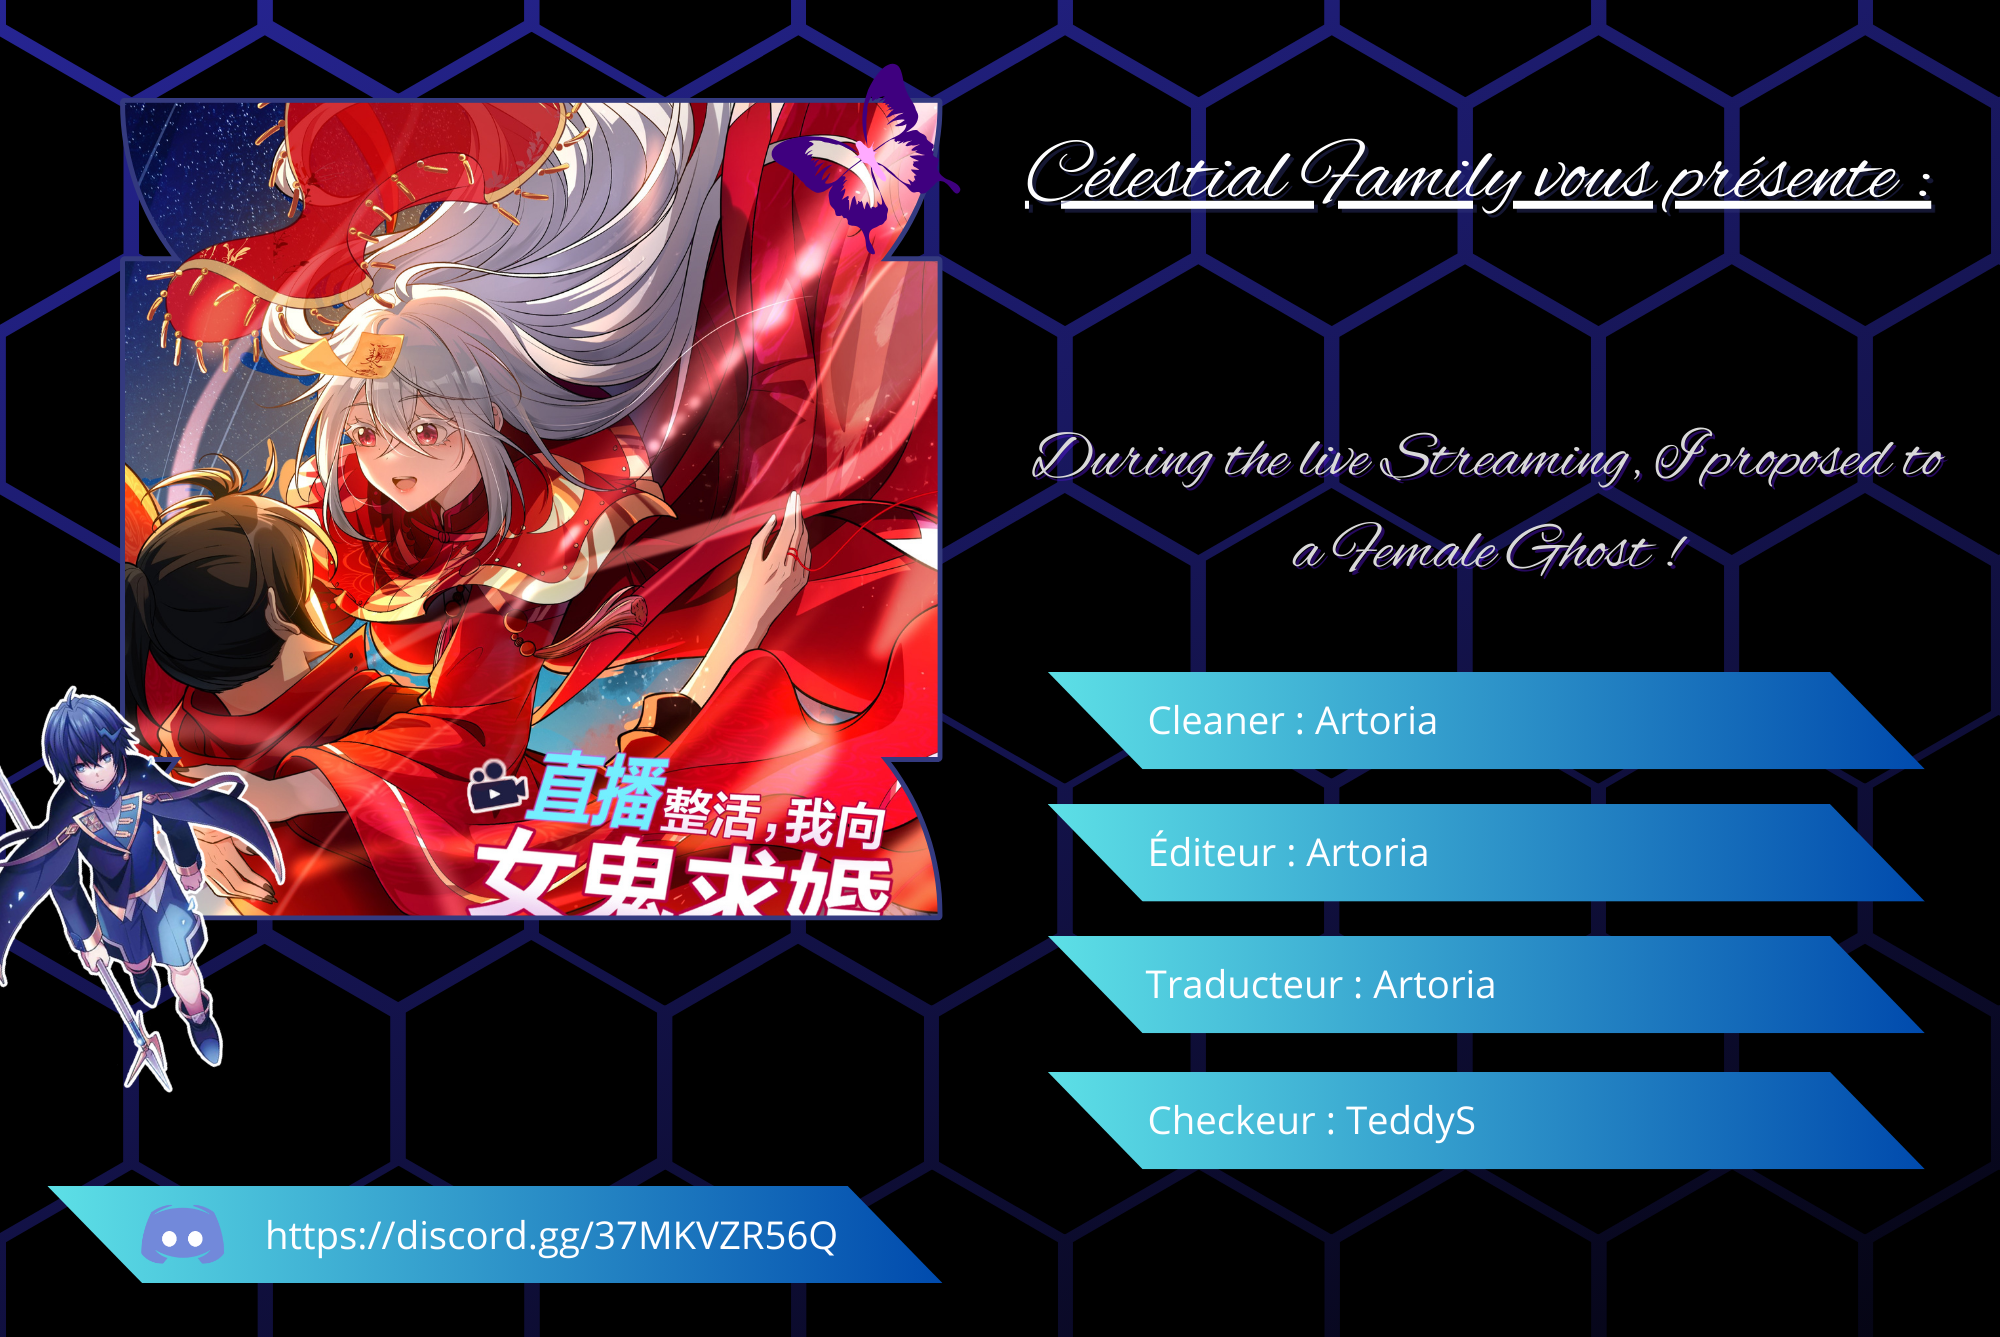 Célestial Family vous présente :
During the live Streaming, I proposed to
a Female Ghost !
直播整活，我向
女鬼求婚
Cleaner : Artoria
Éditeur : Artoria
Traducteur : Artoria
Checkeur : TeddyS
https://discord.gg/37MKVZR56Q